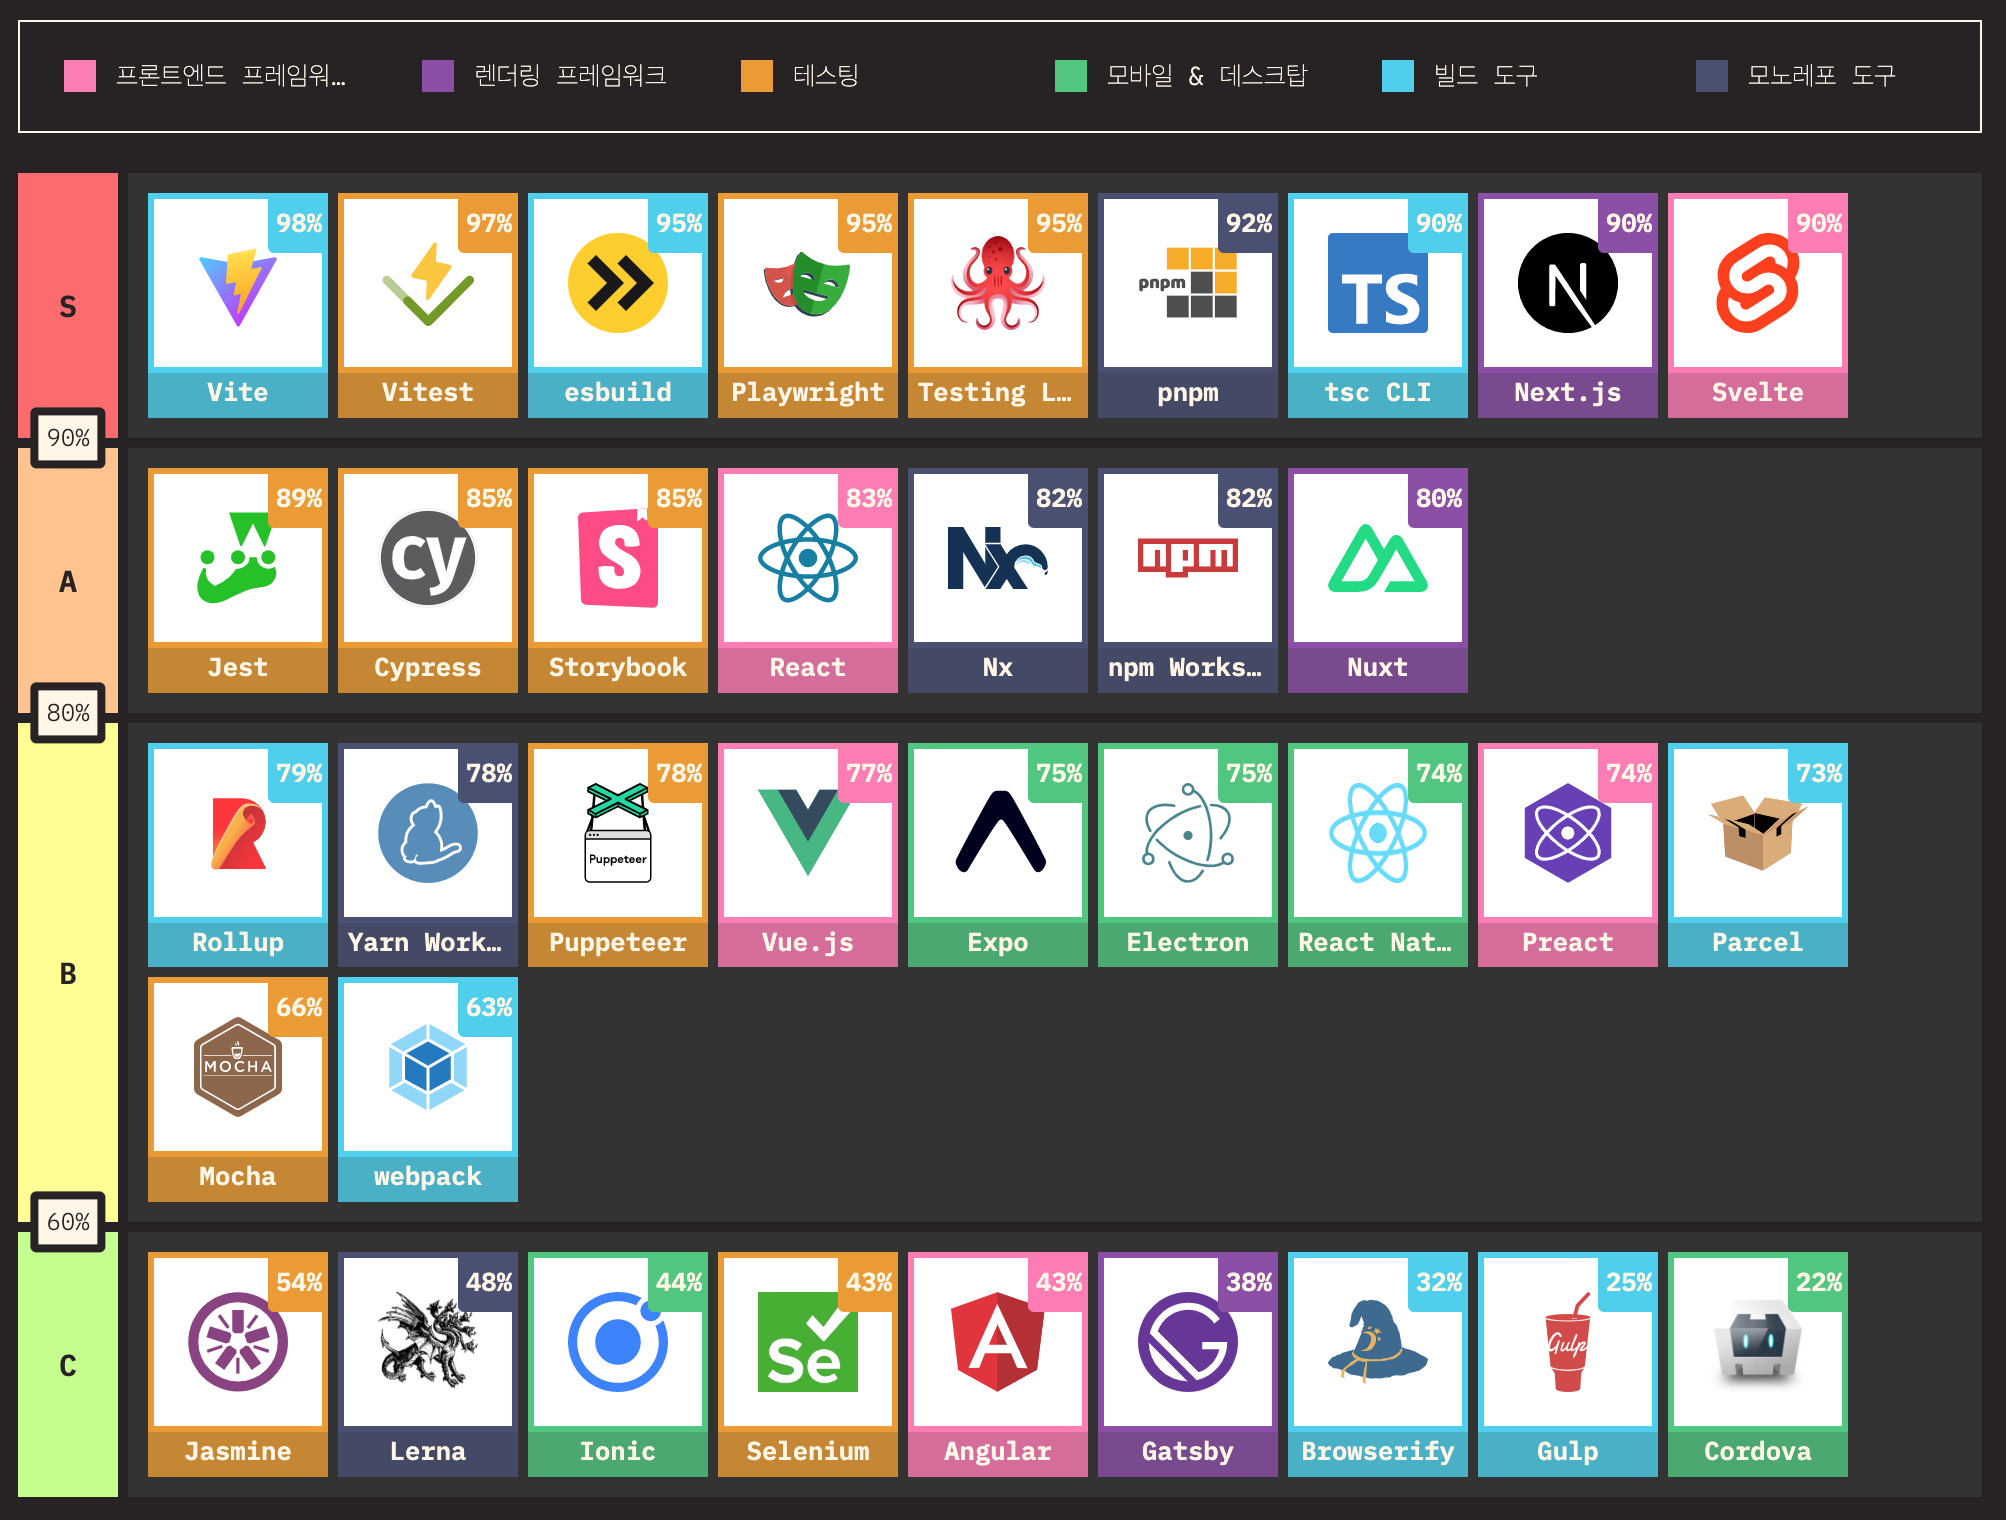 프론트엔드 프레임워… 렌더링 프레임워크 테스팅 모바일 & 데스크탑 빌드 도구 모노레포 도구
98% 97% 95% 95% 95% 92% 90% 90% 90%
pnpm TS N
S
Vite Vitest esbuild Playwright Testing L… pnpm tsc CLI Next.js Svelte
90%
89% 85% 85% 83% 82% 82% 80%
cy S Nx npm
A
Jest Cypress Storybook React Nx npm Works… Nuxt
80%
79% 78% 78% 77% 75% 75% 74% 74% 73%
Puppeteer
Rollup Yarn Work… Puppeteer Vue.js Expo Electron React Nat… Preact Parcel
B
66% 63%
MOCHA
Mocha webpack
60%
54% 48% 44% 43% 43% 38% 32% 25% 22%
Se A G Gulp
C
Jasmine Lerna Ionic Selenium Angular Gatsby Browserify Gulp Cordova